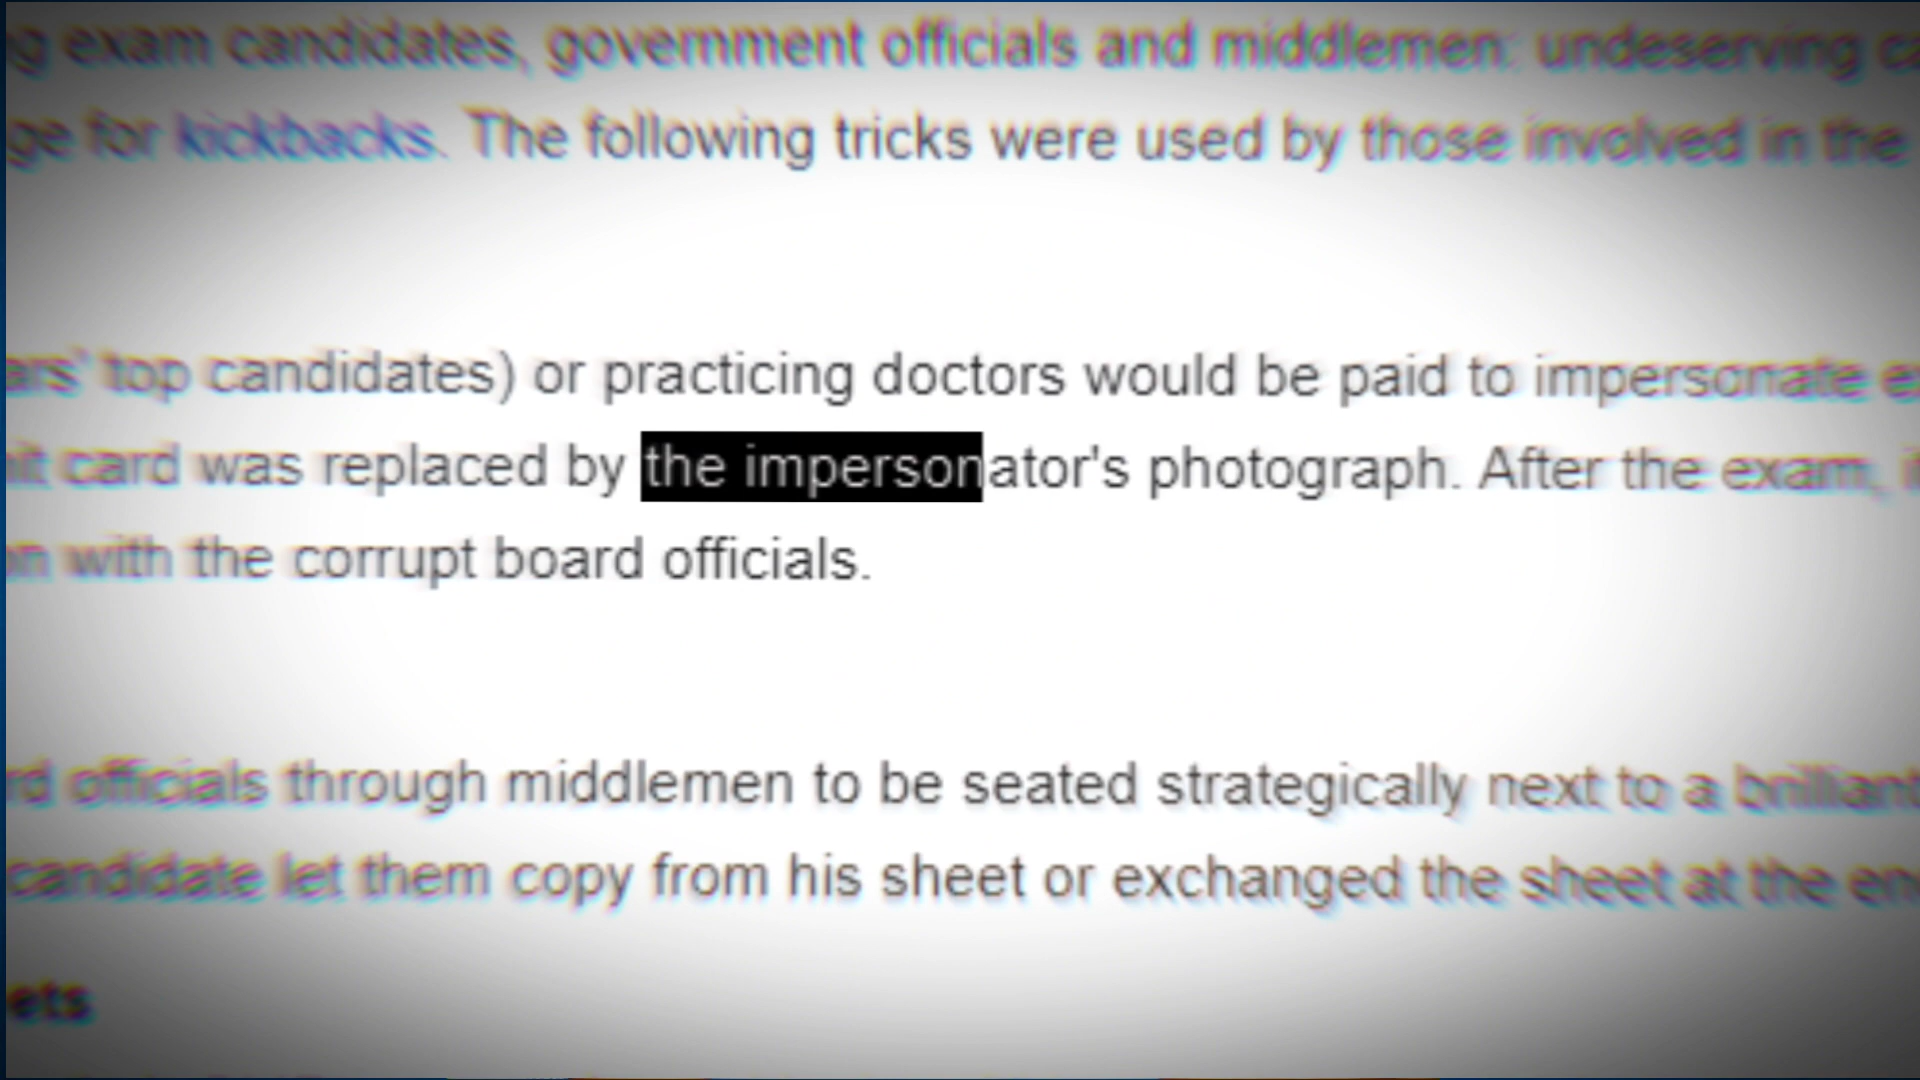 exam candidates, government officials and middlemen: undeserving
for kickbacks. The following tricks were used by those involved in the
top candidates) or practicing doctors would be paid to impersonate
card was replaced by the impersonator's photograph. After the exam,
with the corrupt board officials.
officials through middlemen to be seated strategically next to a brilliant
candidate let them copy from his sheet or exchanged the sheet at the